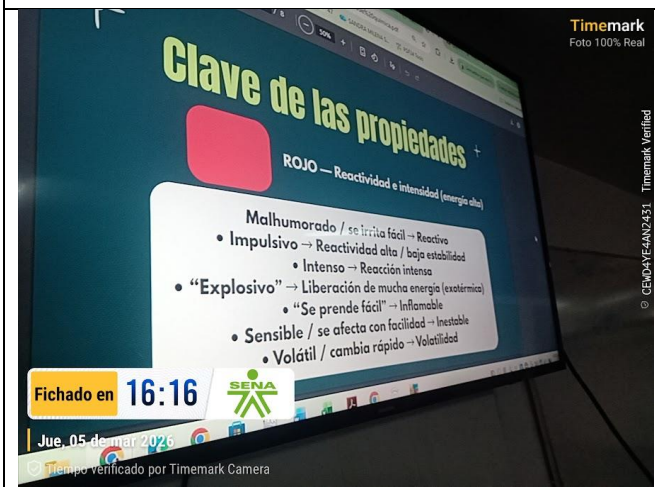 Timemark
Foto 100% Real
50%
Clave de las propiedades
ROJO — Reactividad e intensidad (energía alta)
Malhumorado / se irrita fácil → Reactivo
• Impulsivo → Reactividad alta / baja estabilidad
• Intenso → Reacción intensa
• “Explosivo” → Liberación de mucha energía (exotérmica)
• “Se prende fácil” → Inflamable
• Sensible / se afecta con facilidad → Inestable
• Volátil / cambia rápido → Volatilidad
Fichado en 16:16
SENA
Jue, 05 de mar 2026
Tiempo verificado por Timemark Camera
CEWD4YE4AN2431 Timemark Verified